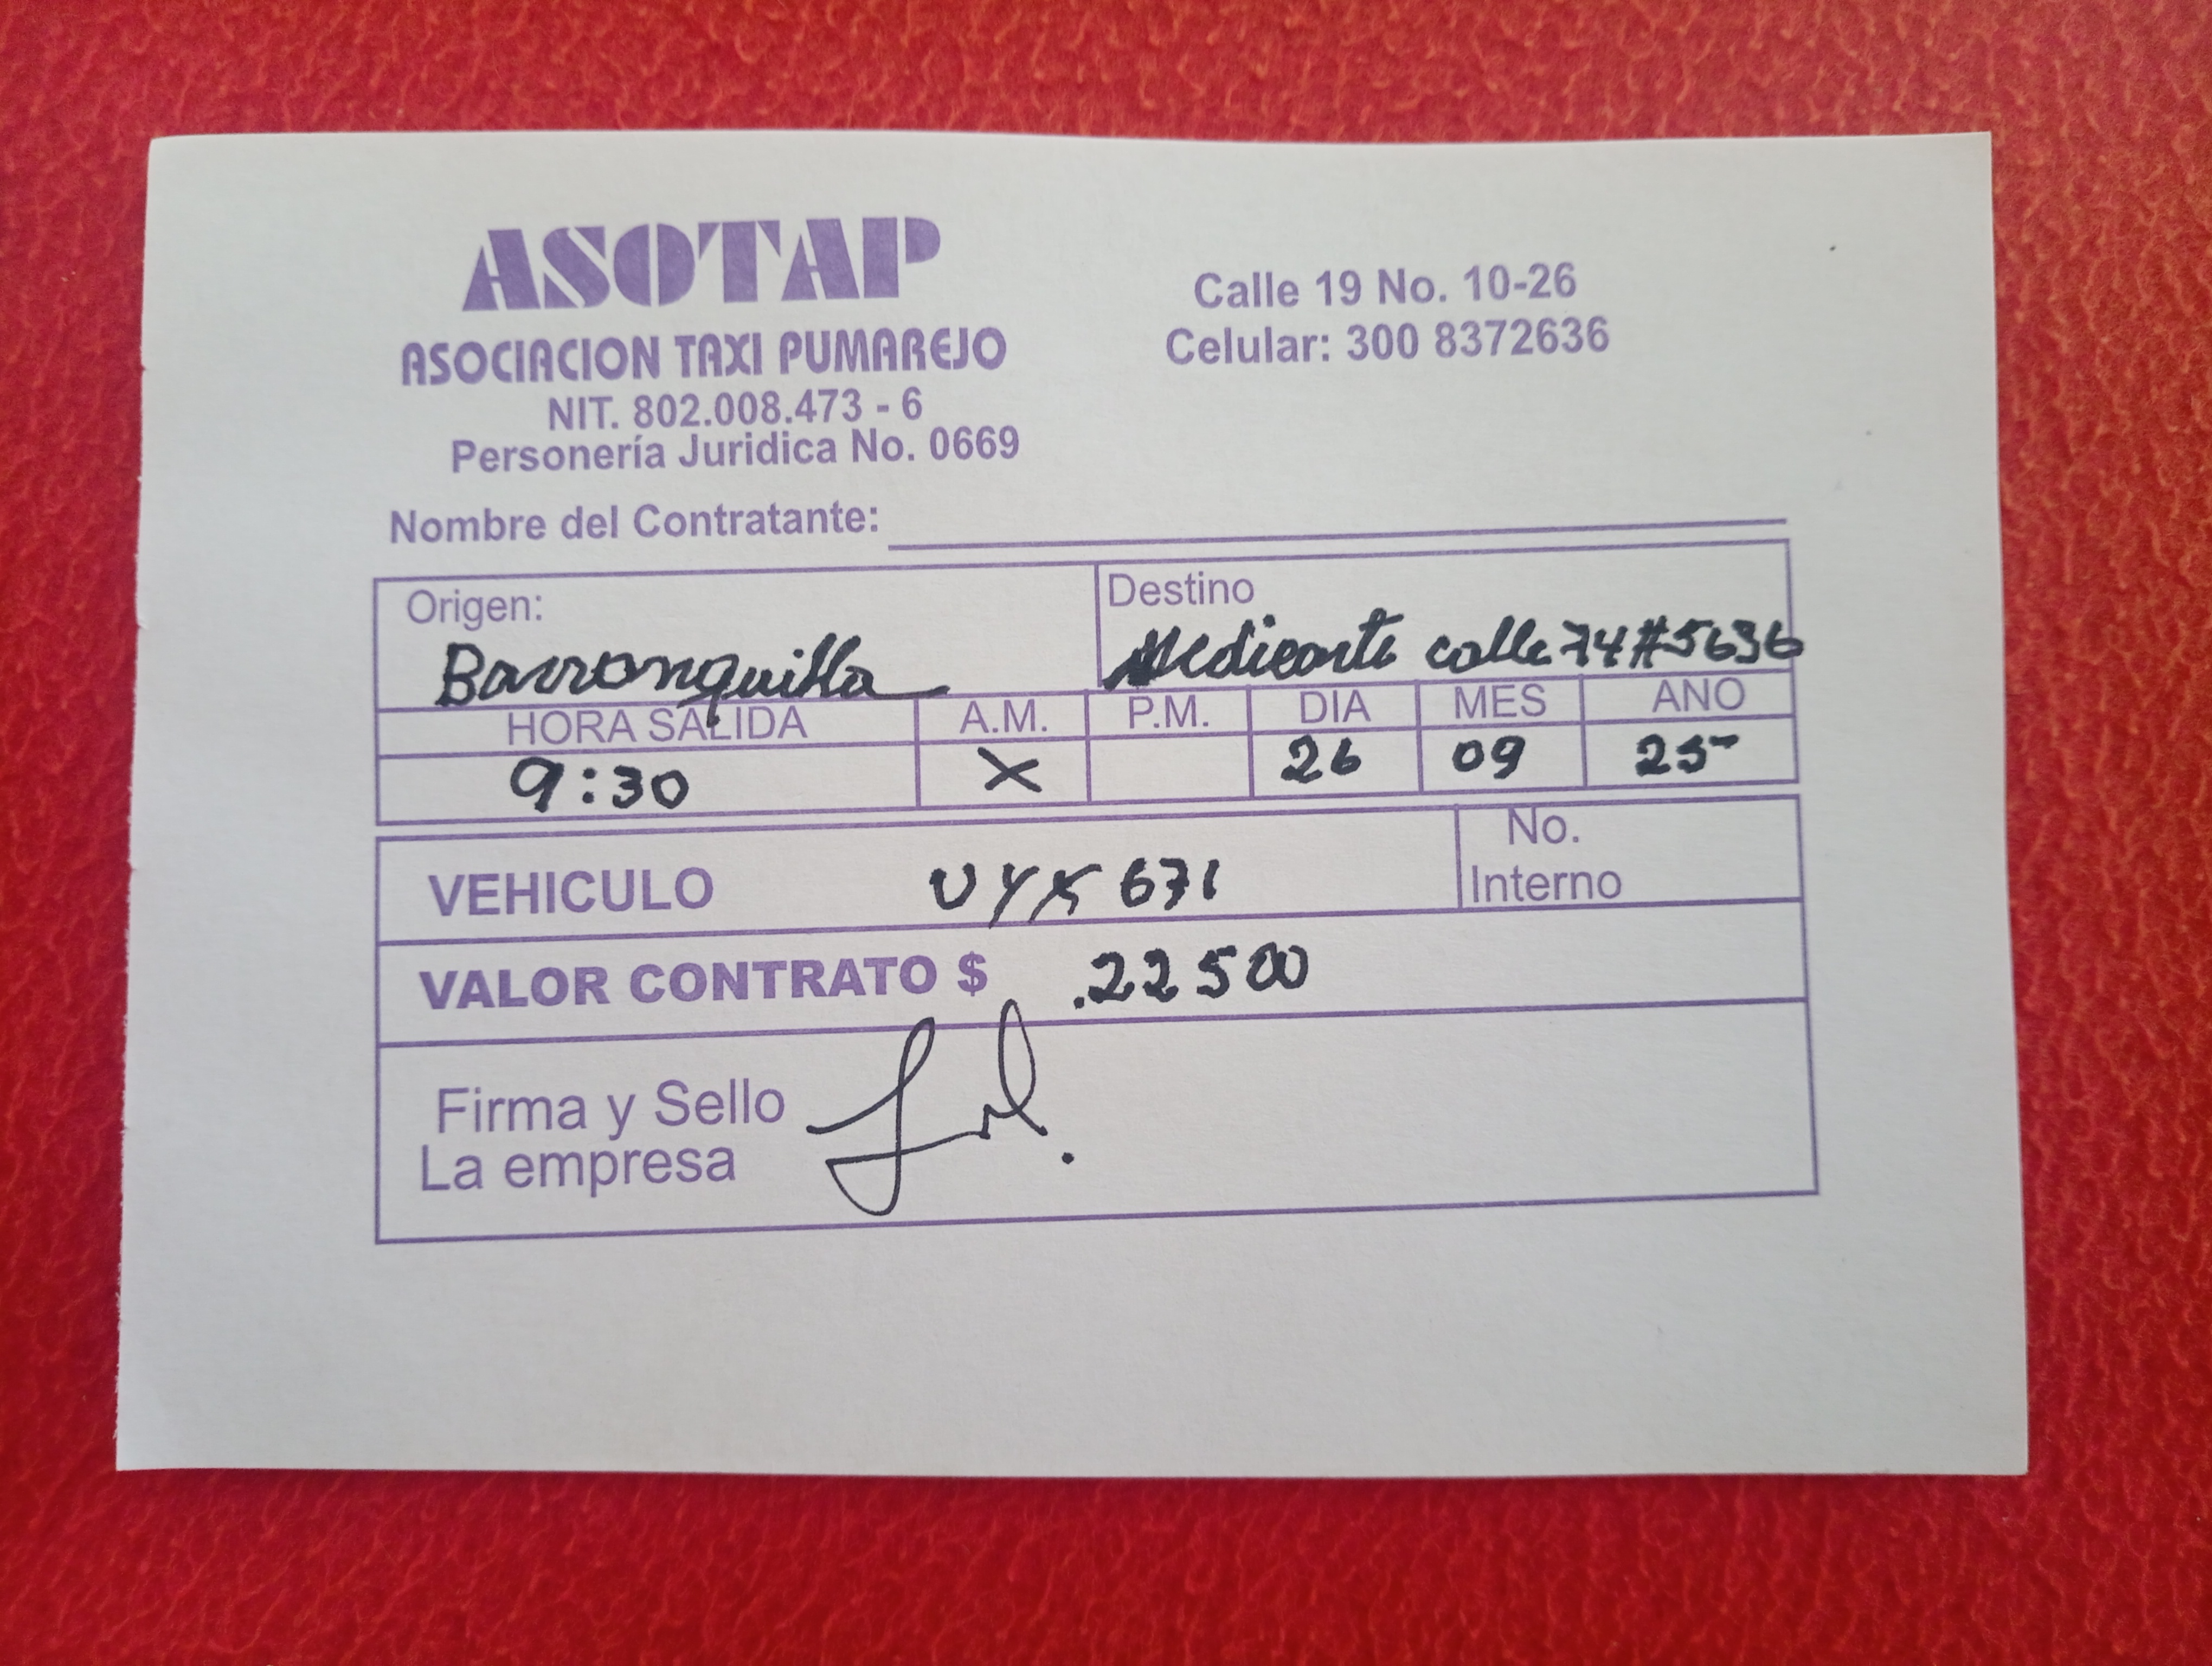 ASOTAP
ASOCIACION TAXI PUMAREJO
NIT. 802.008.473 - 6
Personería Juridica No. 0669
Calle 19 No. 10-26
Celular: 300 8372636
Nombre del Contratante:
Origen:
Barranquilla
Destino
calle 74 # 5636
HORA SALIDA A.M. P.M. DIA MES ANO
9:30 X 26 09 25
VEHICULO UYX 671
No.
Interno
VALOR CONTRATO $ .22500
Firma y Sello
La empresa